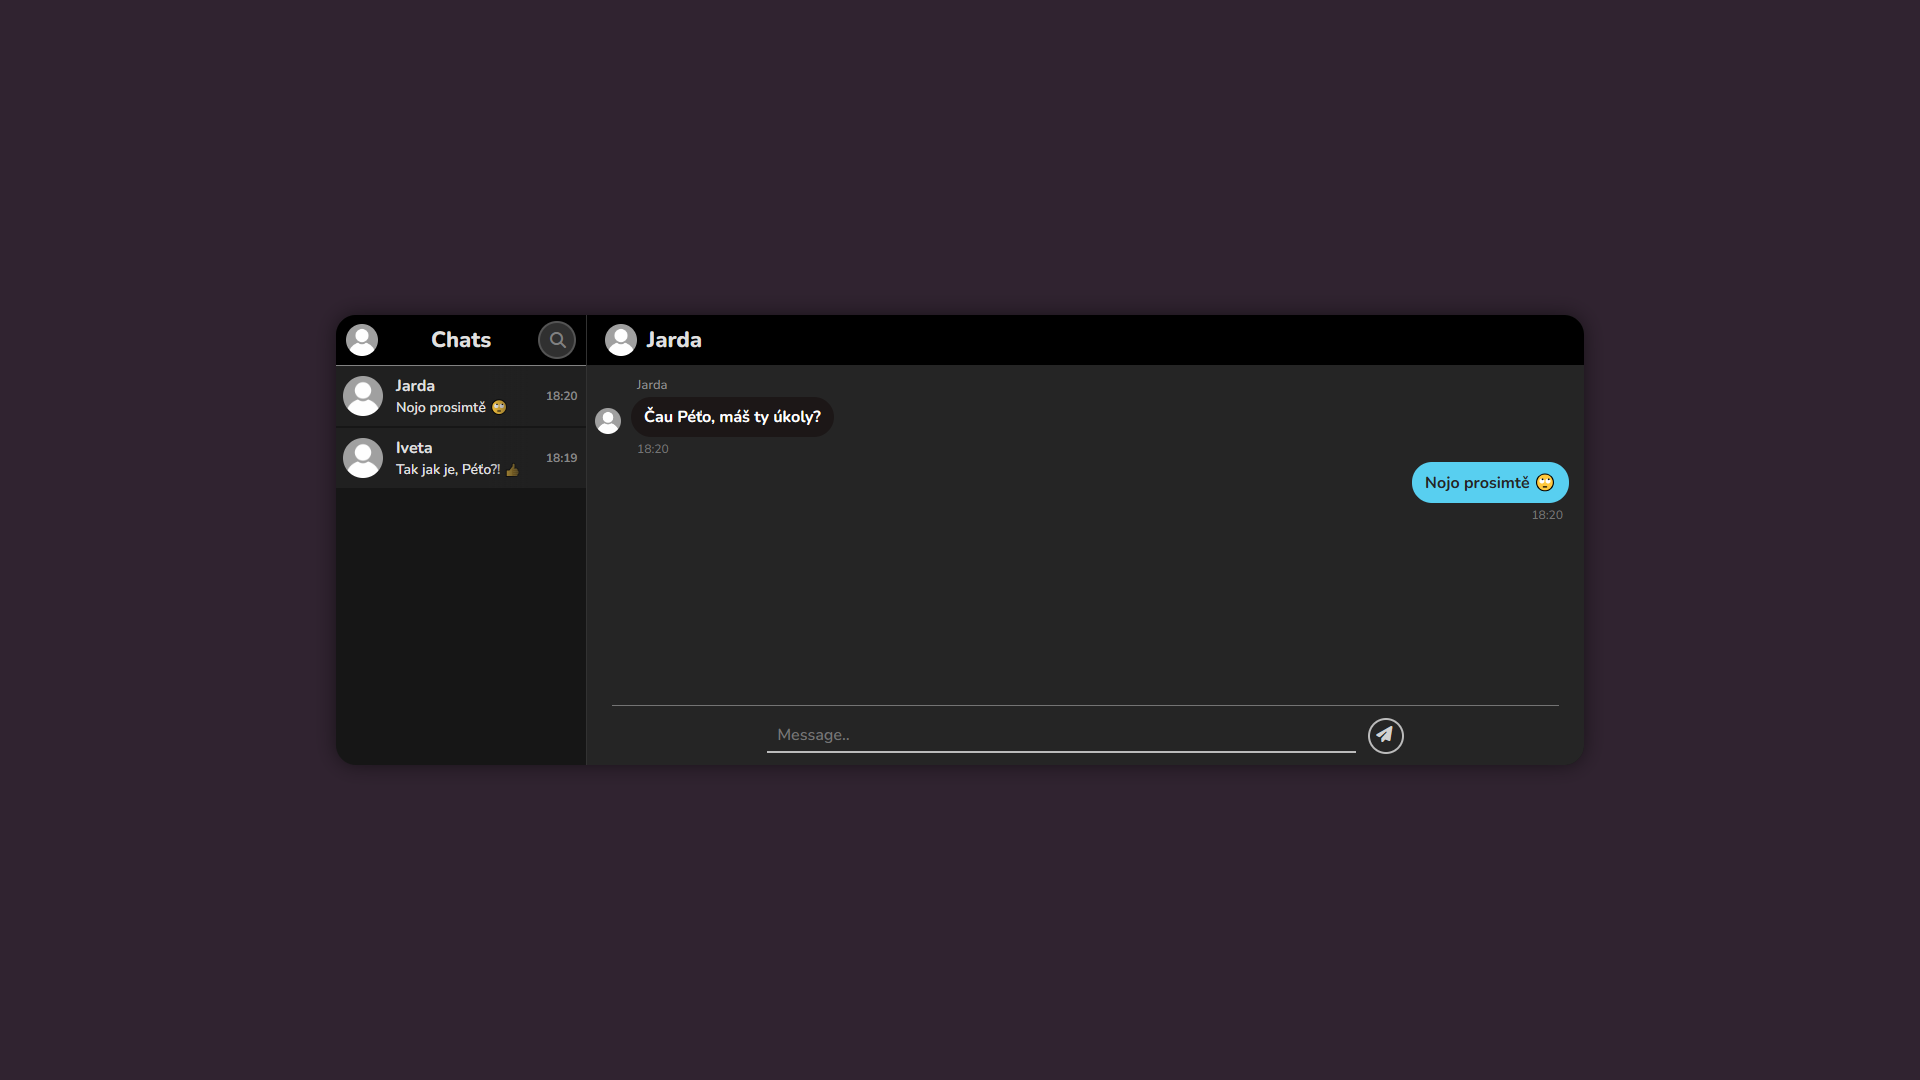 Chats
Jarda
Nojo prosimtě 🙄
18:20
Iveta
Tak jak je, Péťo?! 👍🏾
18:19
Jarda
Jarda
Čau Péťo, máš ty úkoly?
18:20
Nojo prosimtě 🙄
18:20
Message..